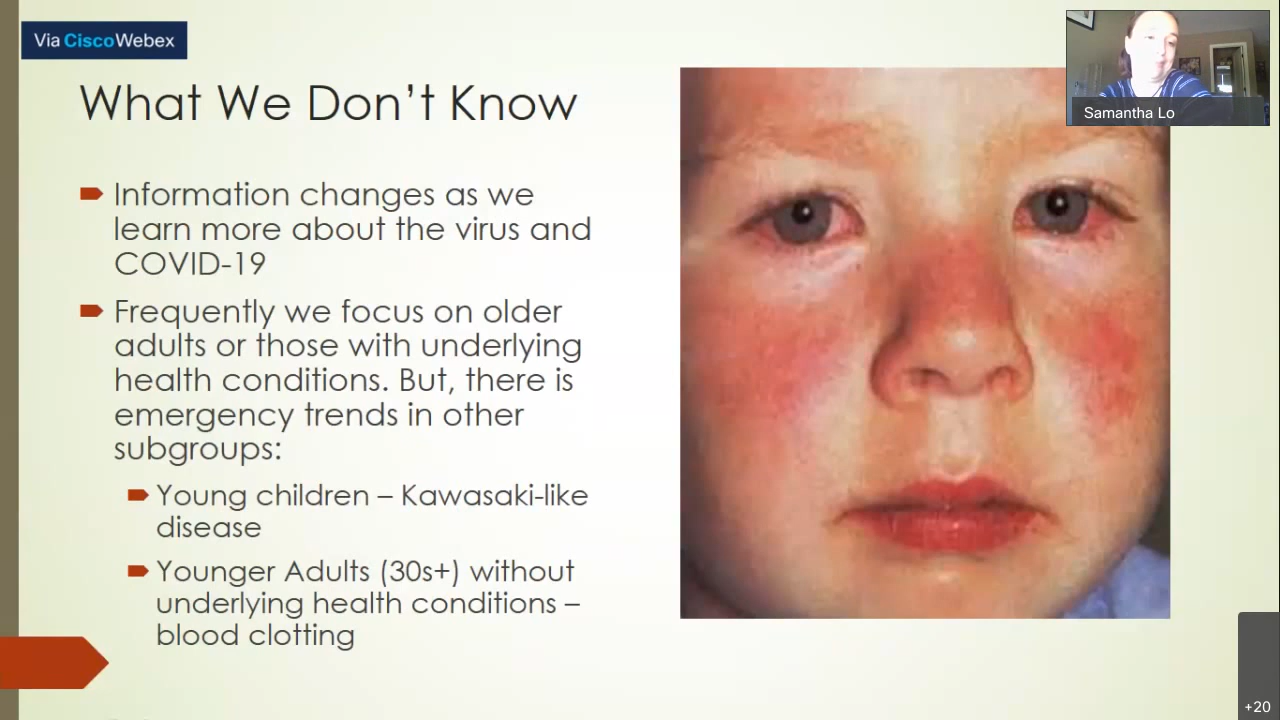 Via CiscoWebex
What We Don’t Know
Samantha Lo
Information changes as we
learn more about the virus and
COVID-19
Frequently we focus on older
adults or those with underlying
health conditions. But, there is
emergency trends in other
subgroups:
Young children – Kawasaki-like
disease
Younger Adults (30s+) without
underlying health conditions –
blood clotting
+20